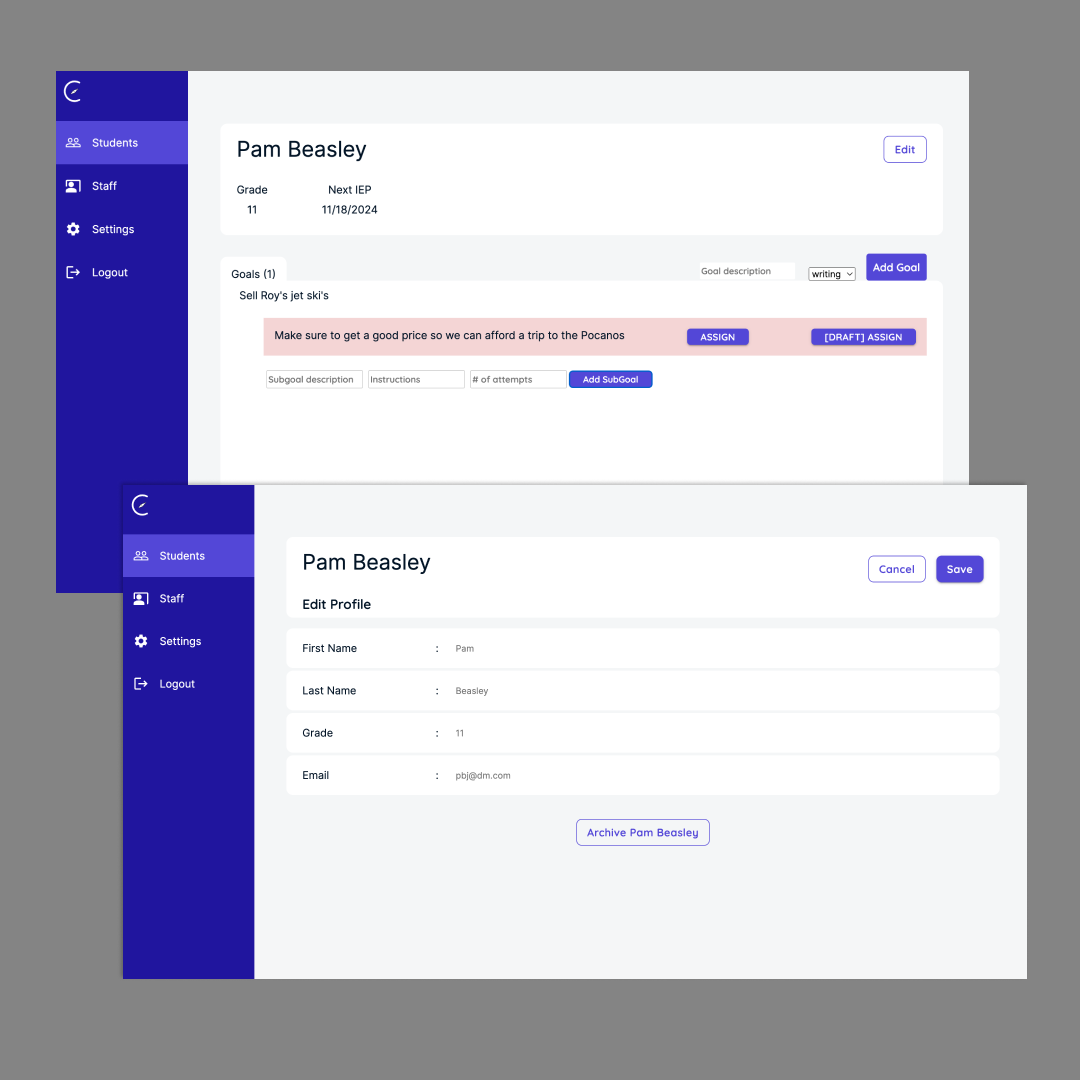 Students
Staff
Settings
Logout
Pam Beasley
Edit
Grade Next IEP
11 11/18/2024
Goals (1) Goal description writing Add Goal
Sell Roy's jet ski's
Make sure to get a good price so we can afford a trip to the Pocanos ASSIGN [DRAFT] ASSIGN
Subgoal description Instructions # of attempts Add SubGoal
Students
Staff
Settings
Logout
Pam Beasley
Cancel Save
Edit Profile
First Name : Pam
Last Name : Beasley
Grade : 11
Email : pbj@dm.com
Archive Pam Beasley